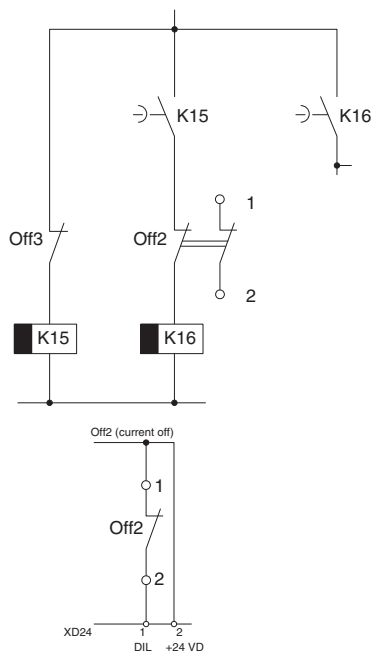 K15 K16
1
Off3 Off2
2
K15 K16
Off2 (current off)
1
Off2
2
XD24 1 2
DIL +24 VD